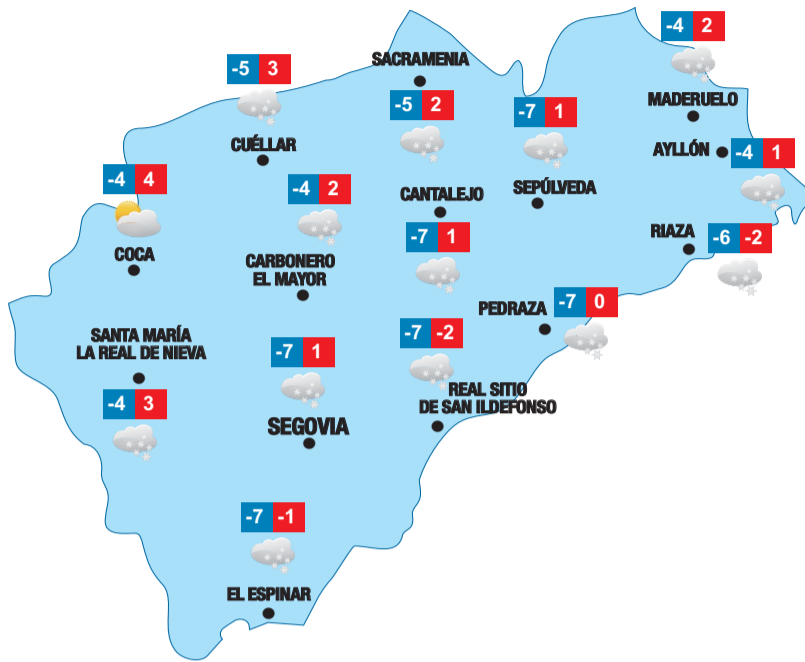 -4 2
MADERUELO
-5 3
CUÉLLAR
SACRAMENIA
-5 2
-7 1
SEPÚLVEDA
AYLLÓN
-4 1
-4 4
COCA
-4 2
CARBONERO
EL MAYOR
CANTALEJO
-7 1
RIAZA
-6 -2
PEDRAZA
-7 0
SANTA MARÍA
LA REAL DE NIEVA
-4 3
-7 1
SEGOVIA
-7 -2
REAL SITIO
DE SAN ILDEFONSO
-7 -1
EL ESPINAR